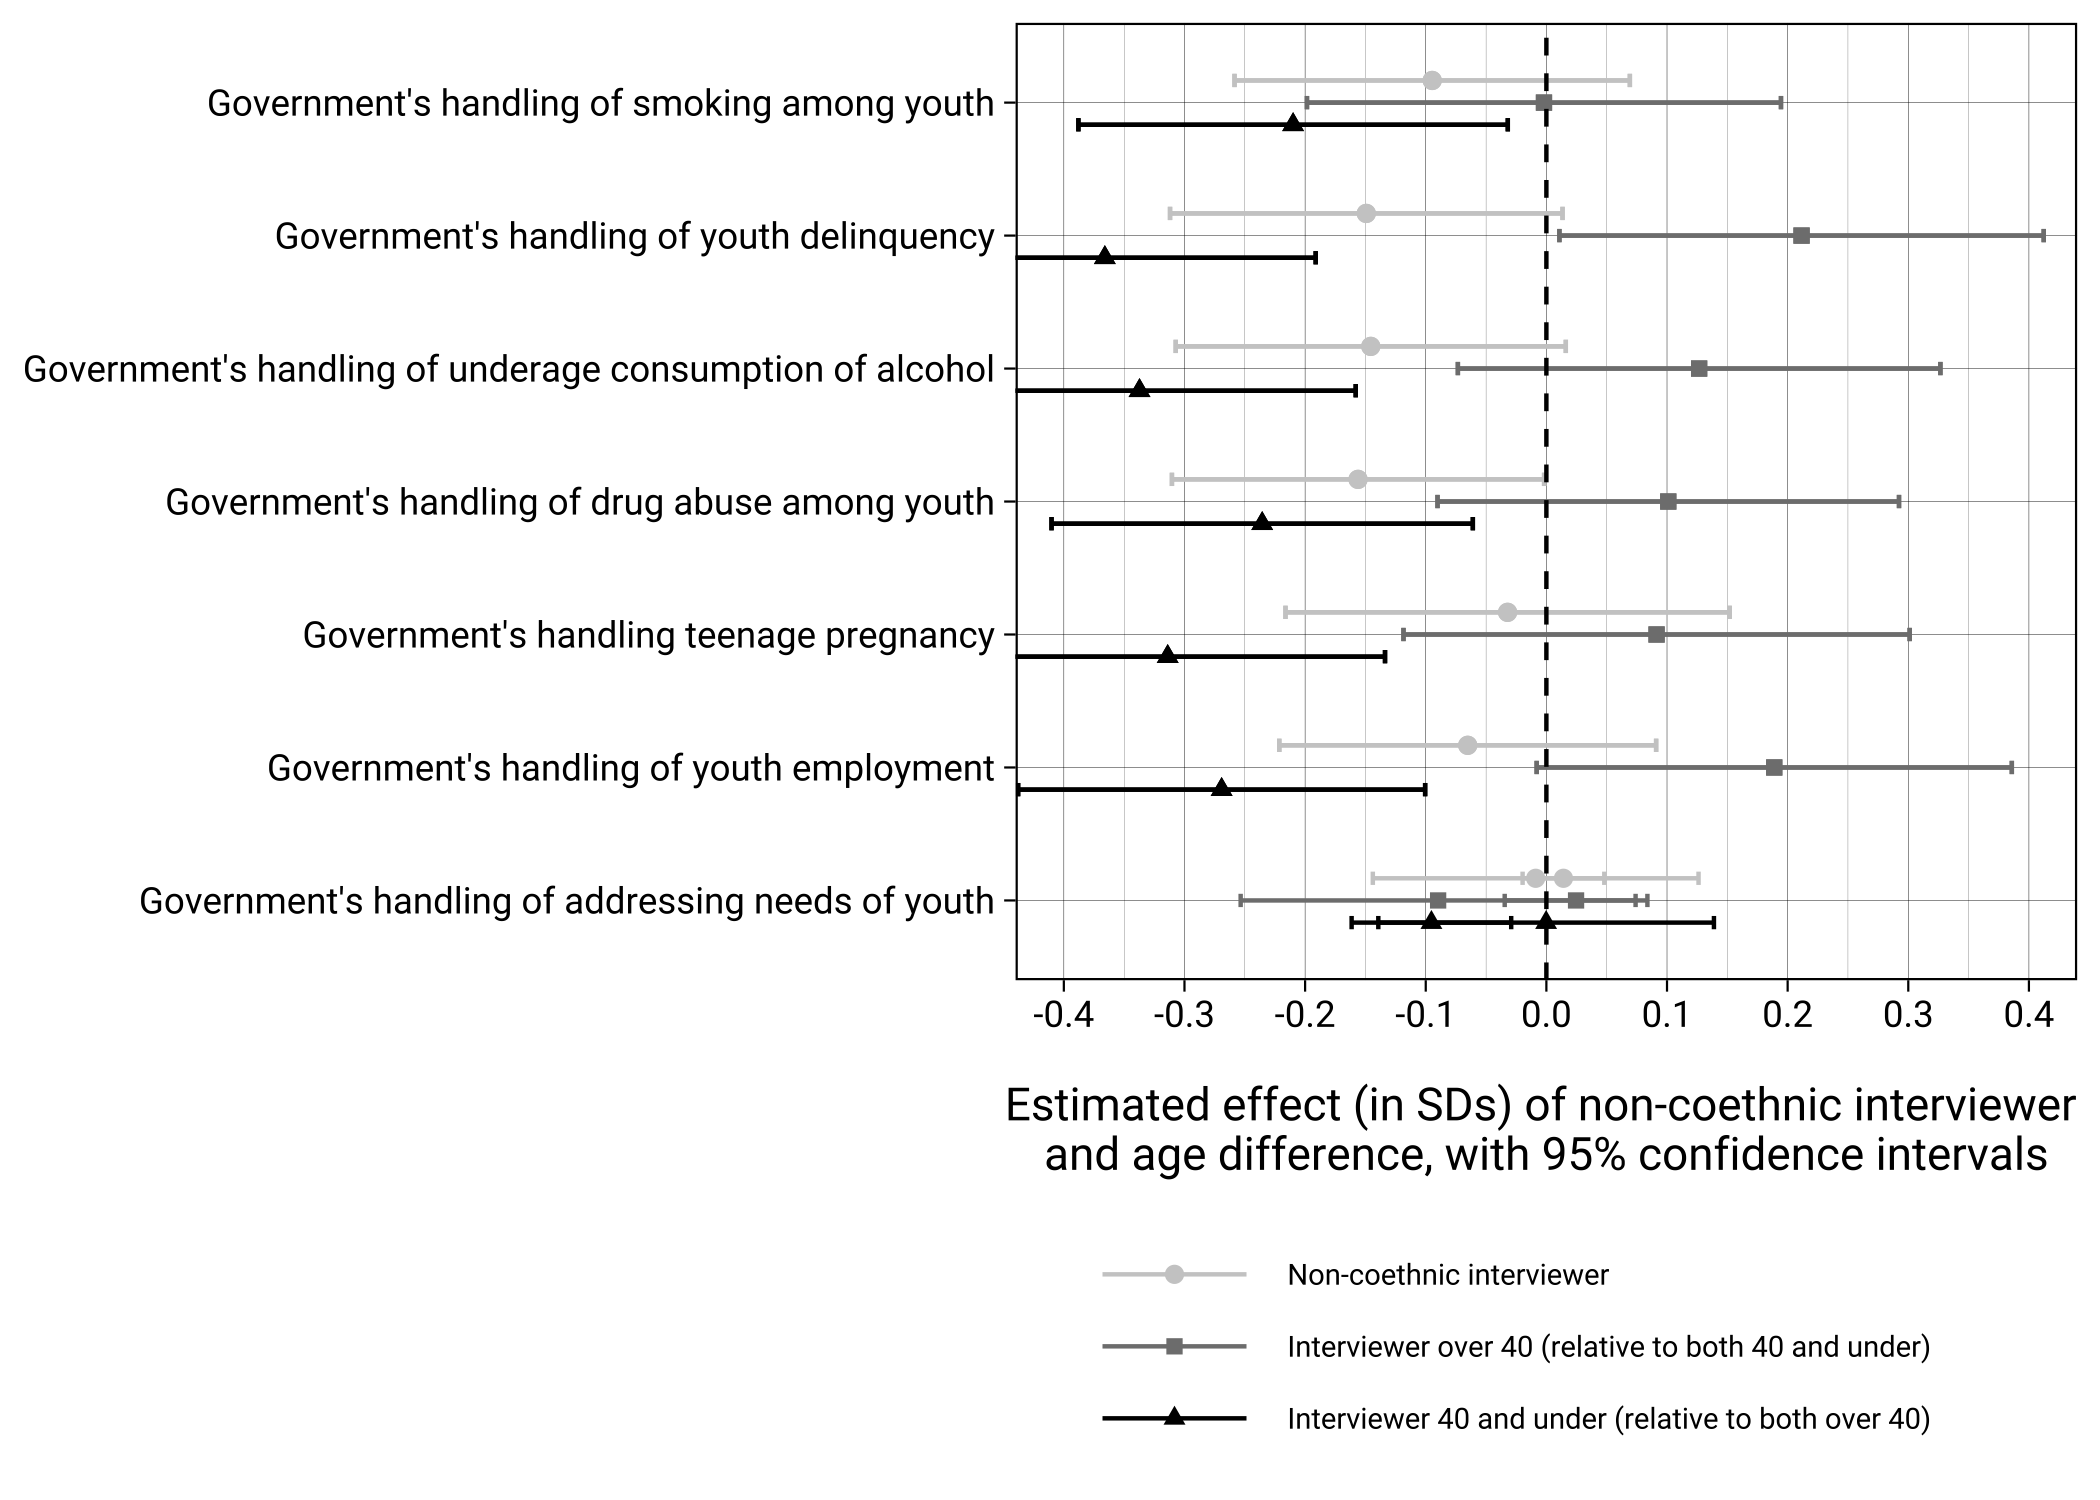 Government's handling of smoking among youth
Government's handling of youth delinquency
Government's handling of underage consumption of alcohol
Government's handling of drug abuse among youth
Government's handling teenage pregnancy
Government's handling of youth employment
Government's handling of addressing needs of youth
-0.4 -0.3 -0.2 -0.1 0.0 0.1 0.2 0.3 0.4
Estimated effect (in SDs) of non-coethnic interviewer
and age difference, with 95% confidence intervals
Non-coethnic interviewer
Interviewer over 40 (relative to both 40 and under)
Interviewer 40 and under (relative to both over 40)